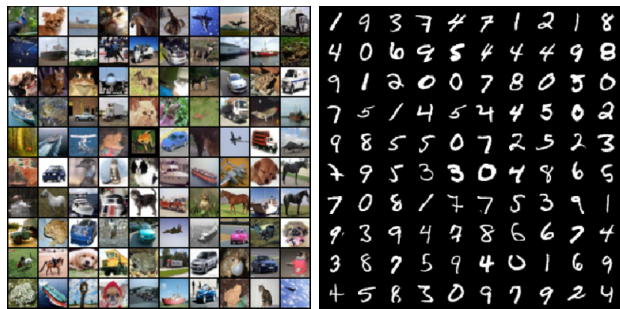 1 9 3 7 4 7 1 2 1 8
4 0 6 9 5 4 4 4 9 8
9 1 2 0 0 7 8 0 5 0
7 5 1 4 5 4 4 5 0 2
9 8 5 5 0 7 2 5 2 3
7 9 5 3 3 0 4 8 6 5
7 0 8 1 7 7 5 3 9 1
9 3 9 4 7 8 6 6 7 4
3 8 7 5 9 4 0 1 6 9
4 5 8 3 0 9 7 9 2 4